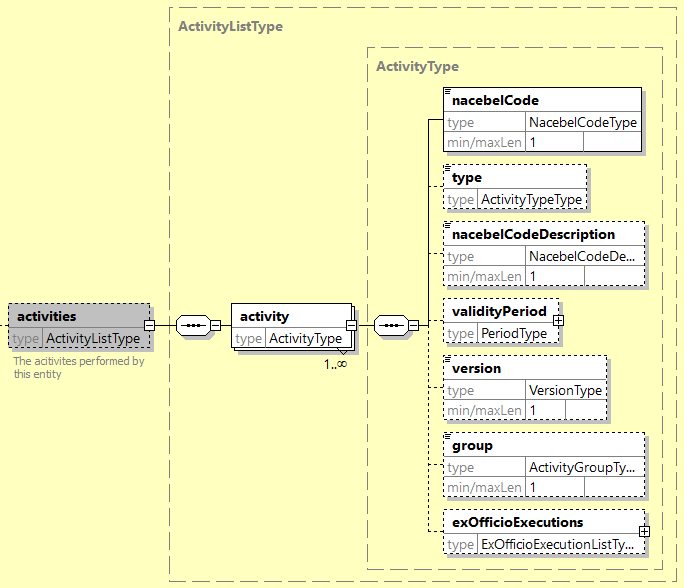 ActivityListType
ActivityType
nacebelCode
type NacebelCodeType
min/maxLen 1
type
type ActivityTypeType
nacebelCodeDescription
type NacebelCodeDe...
min/maxLen 1
activities
type ActivityListType
The acitivites performed by
this entity
activity
type ActivityType
1..∞
validityPeriod
type PeriodType
version
type VersionType
min/maxLen 1
group
type ActivityGroupTy...
min/maxLen 1
exOfficioExecutions
type ExOfficioExecutionListTy...